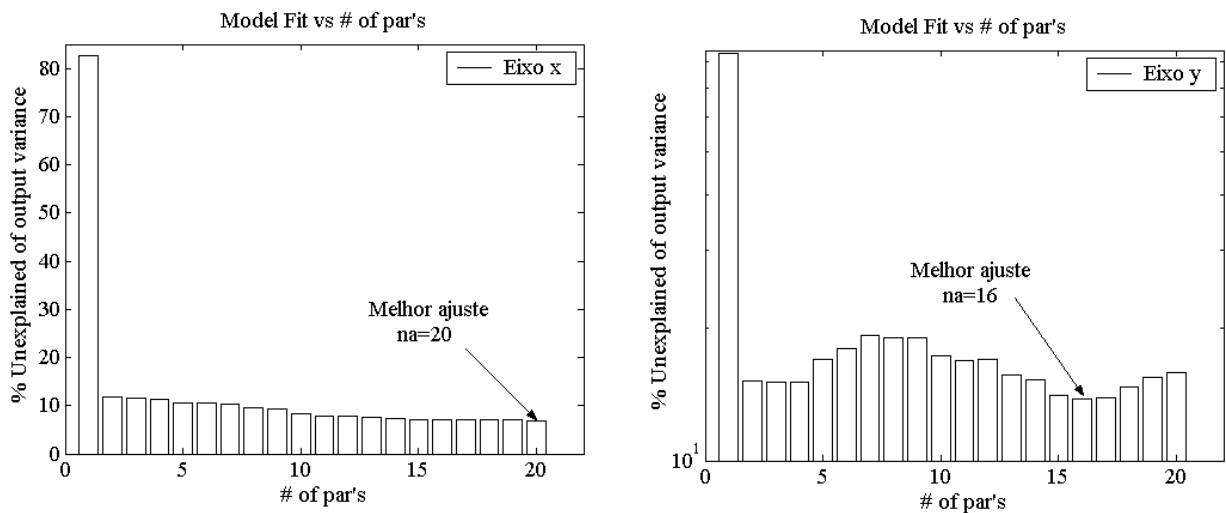 Model Fit vs # of par's
Eixo x
% Unexplained of output variance
80
70
60
50
40
30
20
10
0
Melhor ajuste
na=20
0 5 10 15 20
# of par's
Model Fit vs # of par's
Eixo y
% Unexplained of output variance
10¹
Melhor ajuste
na=16
0 5 10 15 20
# of par's